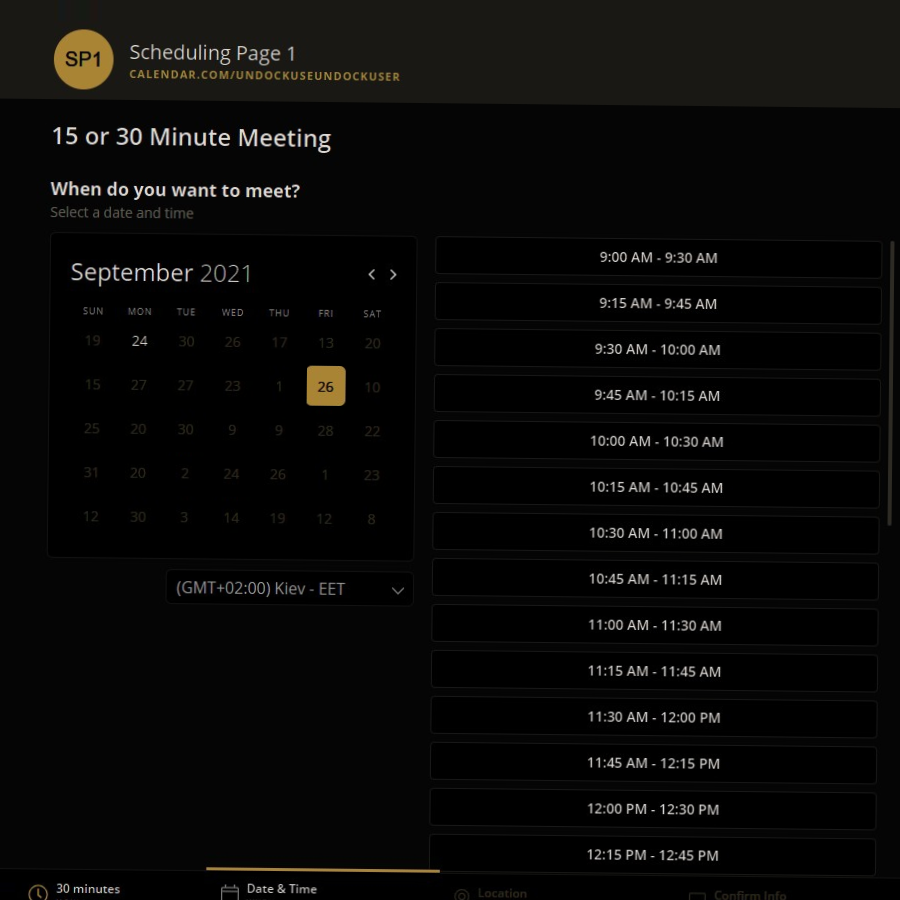 SP1
Scheduling Page 1
CALENDAR.COM/UNDOCKUSEUNDOCKUSER
15 or 30 Minute Meeting
When do you want to meet?
Select a date and time
September 2021
SUN MON TUE WED THU FRI SAT
19 24 30 26 17 13 20
15 27 27 23 1 26 10
25 20 30 9 9 28 22
31 20 2 24 26 1 23
12 30 3 14 19 12 8
(GMT+02:00) Kiev - EET
9:00 AM - 9:30 AM
9:15 AM - 9:45 AM
9:30 AM - 10:00 AM
9:45 AM - 10:15 AM
10:00 AM - 10:30 AM
10:15 AM - 10:45 AM
10:30 AM - 11:00 AM
10:45 AM - 11:15 AM
11:00 AM - 11:30 AM
11:15 AM - 11:45 AM
11:30 AM - 12:00 PM
11:45 AM - 12:15 PM
12:00 PM - 12:30 PM
12:15 PM - 12:45 PM
30 minutes
Date & Time
Location
Confirm Info